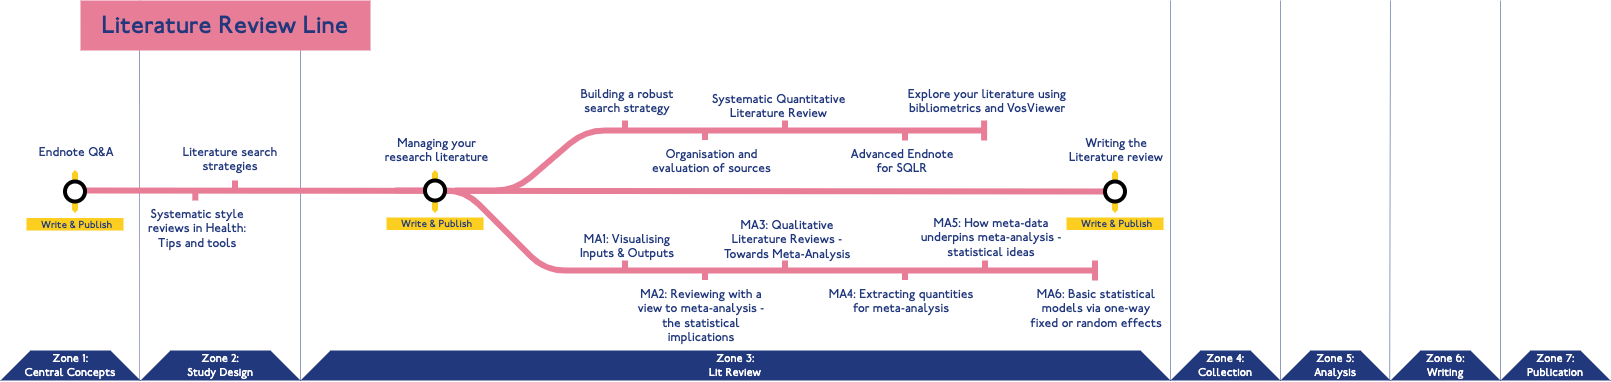 Literature Review Line
Endnote Q&A
Write & Publish
Literature search
strategies
Systematic style
reviews in Health:
Tips and tools
Managing your
research literature
Write & Publish
Building a robust
search strategy
Organisation and
evaluation of sources
Systematic Quantitative
Literature Review
Advanced Endnote
for SQLR
Explore your literature using
bibliometrics and VosViewer
Writing the
Literature review
Write & Publish
MA1: Visualising
Inputs & Outputs
MA2: Reviewing with a
view to meta-analysis -
the statistical
implications
MA3: Qualitative
Literature Reviews -
Towards Meta-Analysis
MA4: Extracting quantities
for meta-analysis
MA5: How meta-data
underpins meta-analysis -
statistical ideas
MA6: Basic statistical
models via one-way
fixed or random effects
Zone 1:
Central Concepts
Zone 2:
Study Design
Zone 3:
Lit Review
Zone 4:
Collection
Zone 5:
Analysis
Zone 6:
Writing
Zone 7:
Publication